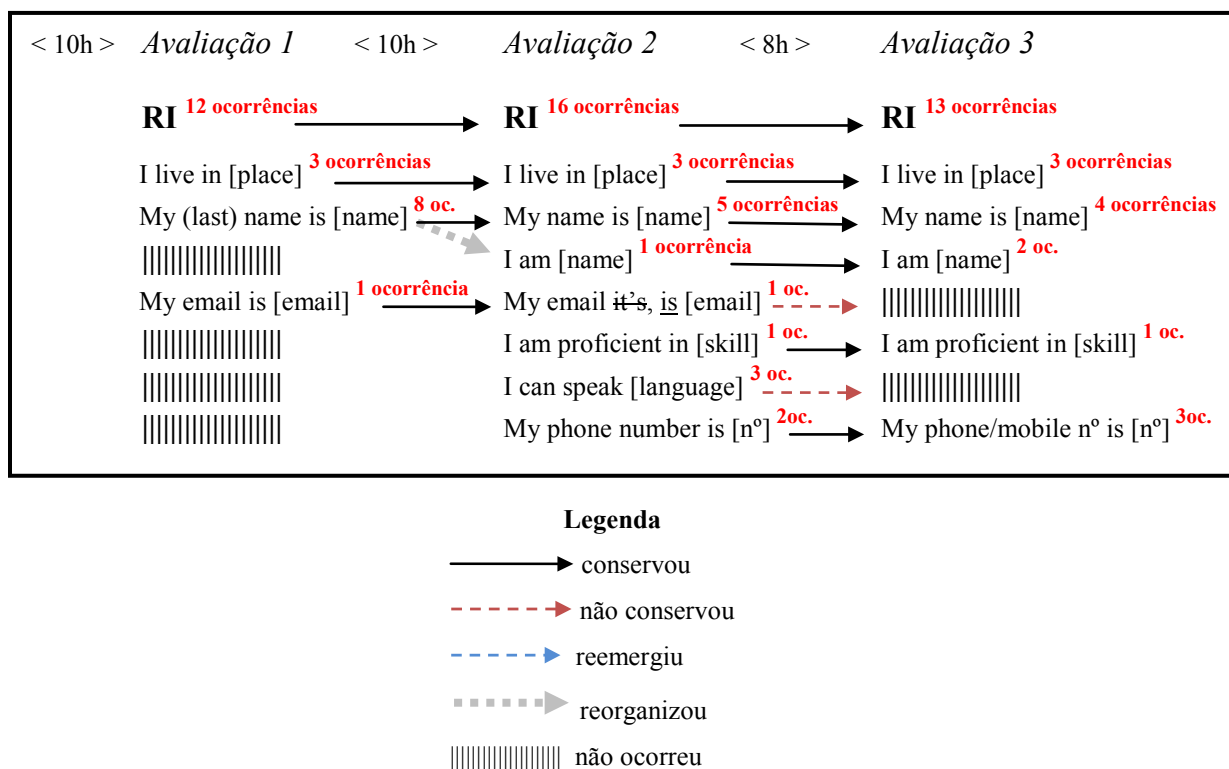 < 10h > Avaliação 1 < 10h > Avaliação 2 < 8h > Avaliação 3
RI 12 ocorrências RI 16 ocorrências RI 13 ocorrências
I live in [place] 3 ocorrências I live in [place] 3 ocorrências I live in [place] 3 ocorrências
My (last) name is [name] 8 oc. My name is [name] 5 ocorrências My name is [name] 4 ocorrências
I am [name] 1 ocorrência I am [name] 2 oc.
My email is [email] 1 ocorrência My email it's, is [email] 1 oc.
I am proficient in [skill] 1 oc. I am proficient in [skill] 1 oc.
I can speak [language] 3 oc.
My phone number is [nº] 2oc. My phone/mobile nº is [nº] 3oc.
Legenda
conservou
não conservou
reemergiu
reorganizou
não ocorreu